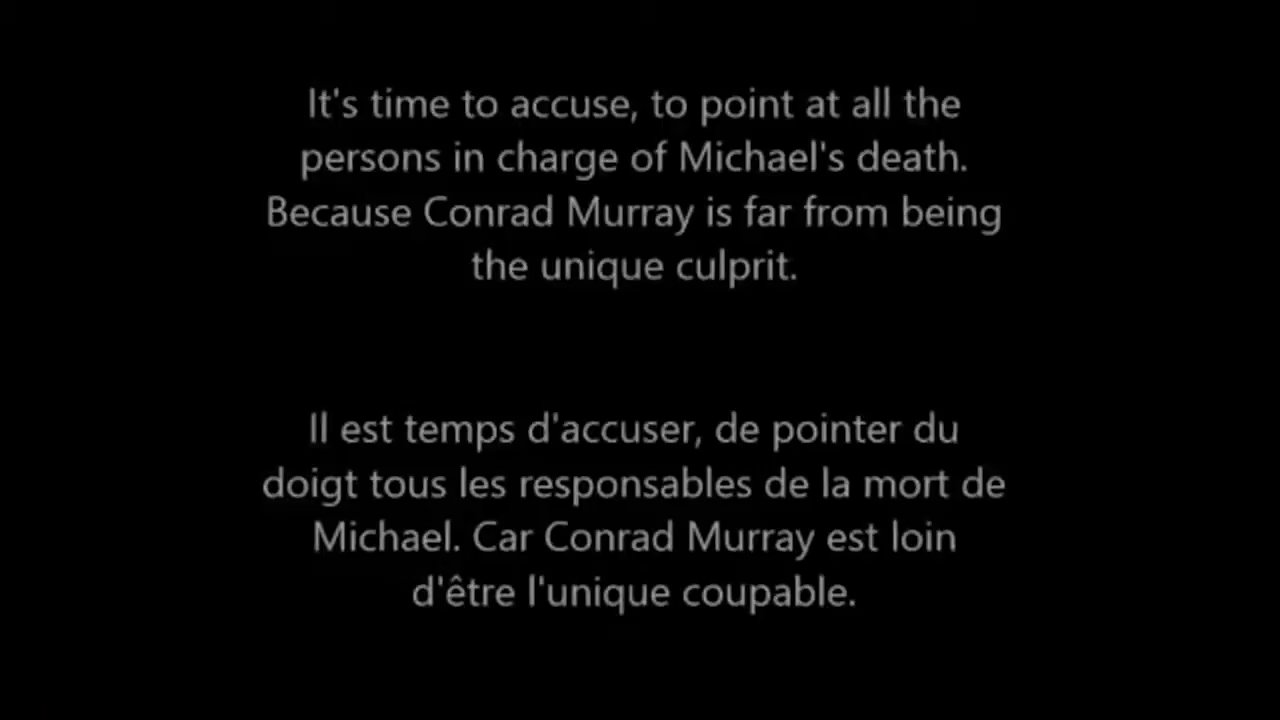 It's time to accuse, to point at all the
persons in charge of Michael's death.
Because Conrad Murray is far from being
the unique culprit.
Il est temps d'accuser, de pointer du
doigt tous les responsables de la mort de
Michael. Car Conrad Murray est loin
d'être l'unique coupable.